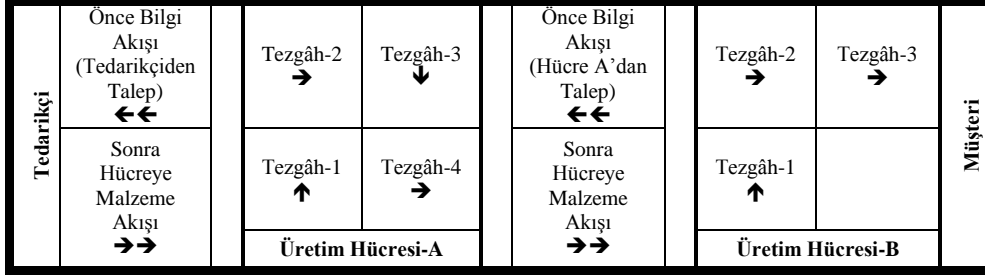 Tedarikçi
Önce Bilgi
Akışı
(Tedarikçiden
Talep)
🡸🡸
Sonra
Hücreye
Malzeme
Akışı
🡺🡺
Tezgâh-2
🡺
Tezgâh-3
🡻
Tezgâh-1
🡹
Tezgâh-4
🡺
Üretim Hücresi-A
Önce Bilgi
Akışı
(Hücre A’dan
Talep)
🡸🡸
Sonra
Hücreye
Malzeme
Akışı
🡺🡺
Tezgâh-2
🡺
Tezgâh-3
🡺
Tezgâh-1
🡹
Üretim Hücresi-B
Müşteri